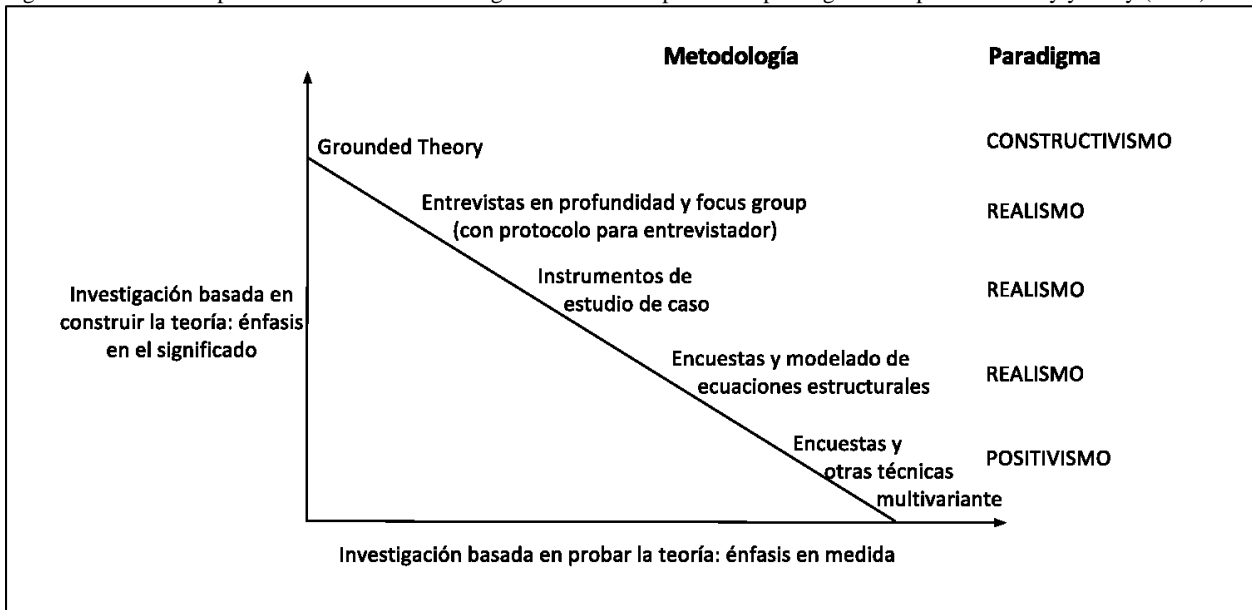 Metodología Paradigma
Grounded Theory CONSTRUCTIVISMO
Entrevistas en profundidad y focus group
(con protocolo para entrevistador)
REALISMO
Instrumentos de
estudio de caso
REALISMO
Investigación basada en
construir la teoría: énfasis
en el significado
Encuestas y modelado de
ecuaciones estructurales
REALISMO
Encuestas y
otras técnicas
multivariante
POSITIVISMO
Investigación basada en probar la teoría: énfasis en medida